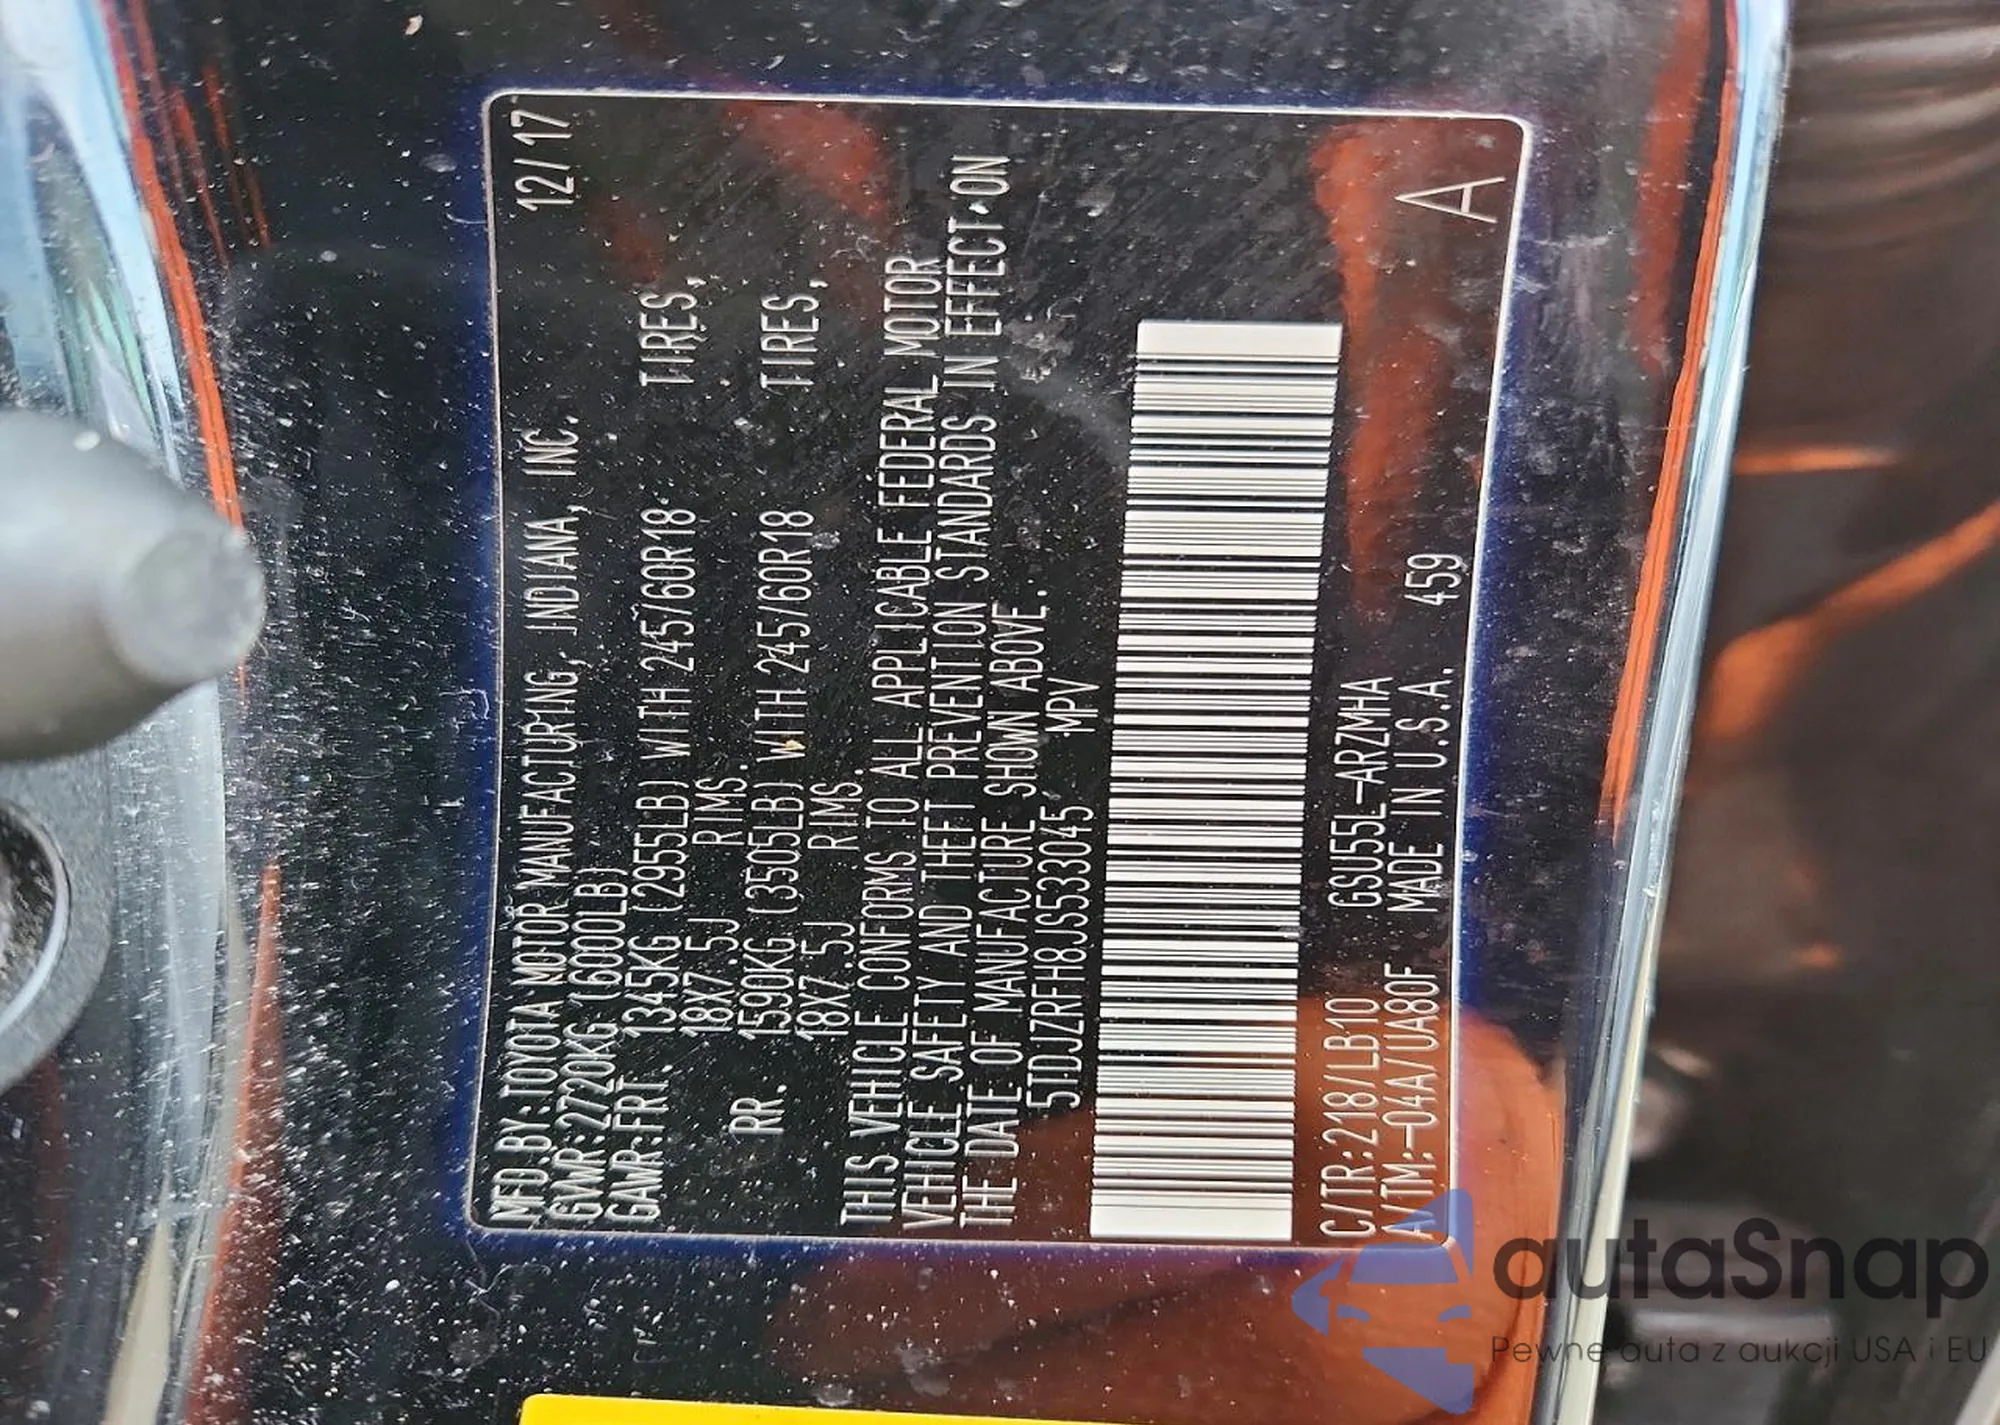 MFD.BY:TOYOTA MOTOR MANUFACTURING, INDIANA, INC. 12/17
GVWR:2720KG (6000LB)
GAWR:FRT. 1345KG (2955LB) WITH 245/60R18 TIRES,
18X7.5J RIMS.
RR. 1590KG (3505LB) WITH 245/60R18 TIRES,
18X7.5J RIMS.
THIS VEHICLE CONFORMS TO ALL APPLICABLE FEDERAL MOTOR
VEHICLE SAFETY AND THEFT PREVENTION STANDARDS IN EFFECT ON
THE DATE OF MANUFACTURE SHOWN ABOVE.
5TDJZRFH8JS533045 MPV
C/TR:218/LB10 GSU55L-ARZMHA
A/TM:-04A/UA80F MADE IN U.S.A. 459 A
autaSnap
Pewne auta z aukcji USA i EU